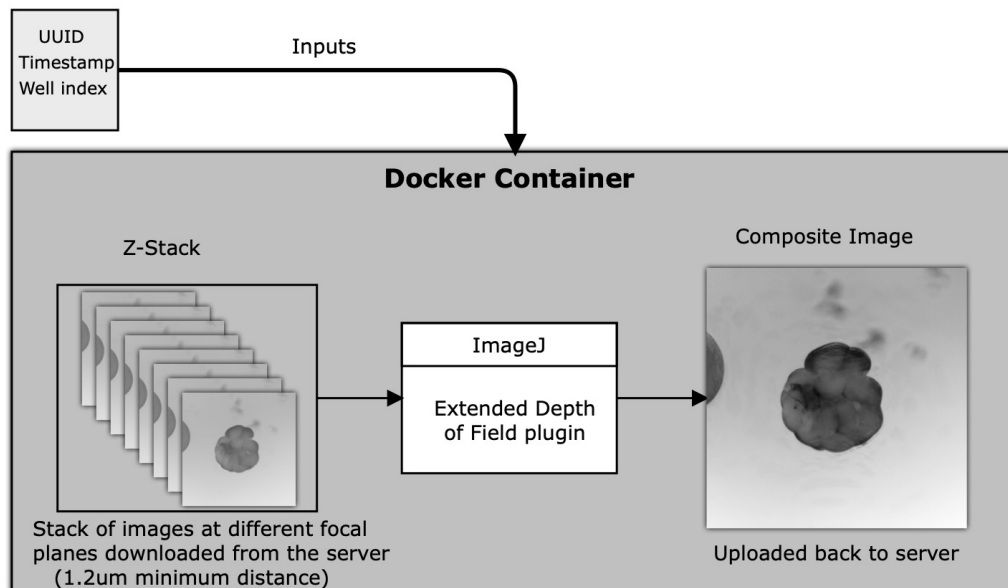 UUID
Timestamp
Well index
Inputs
Docker Container
Z-Stack
Composite Image
ImageJ
Extended Depth
of Field plugin
Stack of images at different focal
planes downloaded from the server
(1.2um minimum distance)
Uploaded back to server